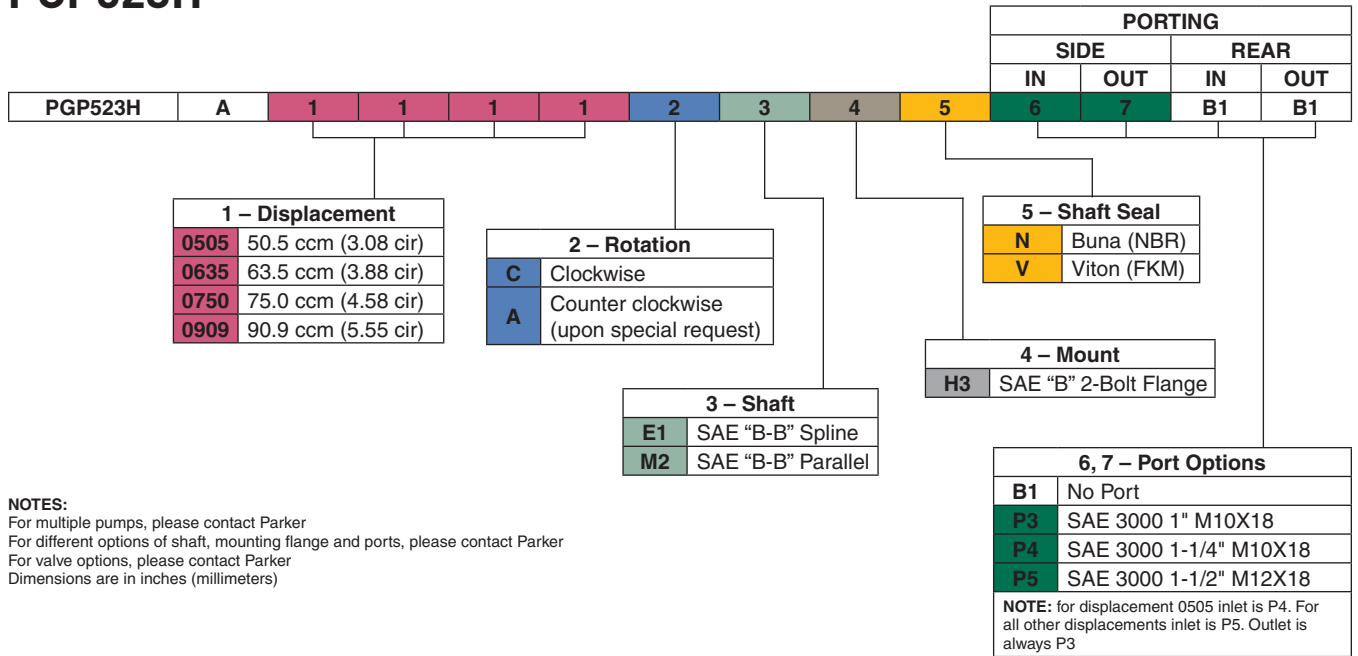 PORTING
SIDE REAR
IN OUT IN OUT
PGP523H A 1 1 1 1 2 3 4 5 6 7 B1 B1
1 – Displacement
0505 50.5 ccm (3.08 cir)
0635 63.5 ccm (3.88 cir)
0750 75.0 ccm (4.58 cir)
0909 90.9 ccm (5.55 cir)
2 – Rotation
C Clockwise
A Counter clockwise
(upon special request)
5 – Shaft Seal
N Buna (NBR)
V Viton (FKM)
4 – Mount
H3 SAE “B” 2-Bolt Flange
3 – Shaft
E1 SAE “B-B” Spline
M2 SAE “B-B” Parallel
6, 7 – Port Options
B1 No Port
P3 SAE 3000 1" M10X18
P4 SAE 3000 1-1/4" M10X18
P5 SAE 3000 1-1/2" M12X18
NOTE: for displacement 0505 inlet is P4. For
all other displacements inlet is P5. Outlet is
always P3
NOTES:
For multiple pumps, please contact Parker
For different options of shaft, mounting flange and ports, please contact Parker
For valve options, please contact Parker
Dimensions are in inches (millimeters)